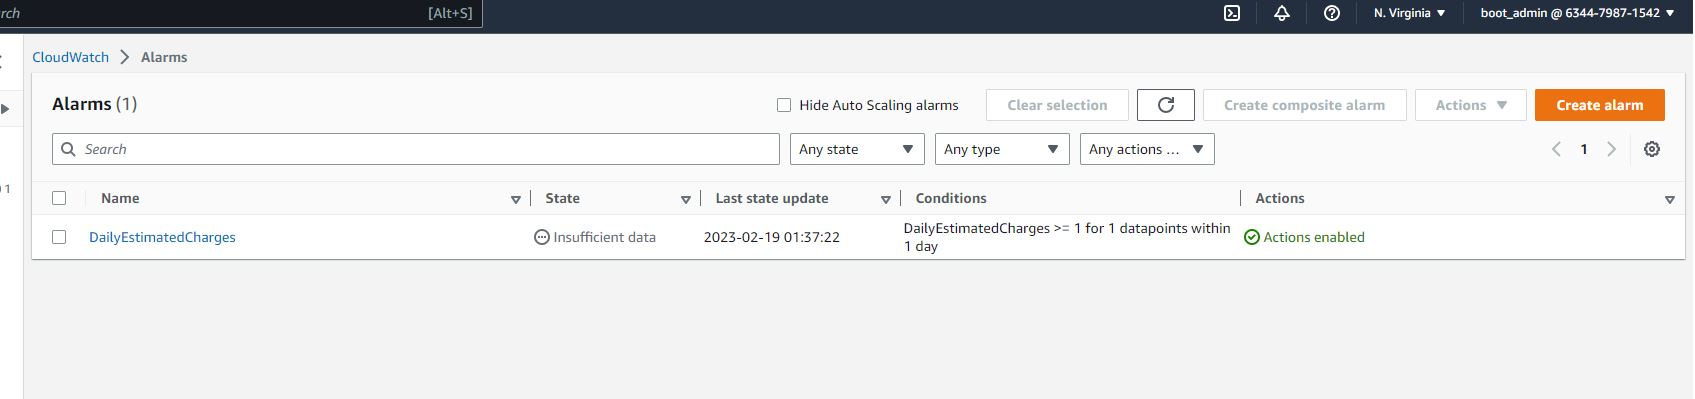 [Alt+S]
N. Virginia
boot_admin @ 6344-7987-1542
CloudWatch
Alarms
Alarms (1)
Hide Auto Scaling alarms
Clear selection
Create composite alarm
Actions
Create alarm
Search
Any state
Any type
Any actions ...
1
1
Name
State
Last state update
Conditions
Actions
DailyEstimatedCharges
Insufficient data
2023-02-19 01:37:22
DailyEstimatedCharges >= 1 for 1 datapoints within
1 day
Actions enabled